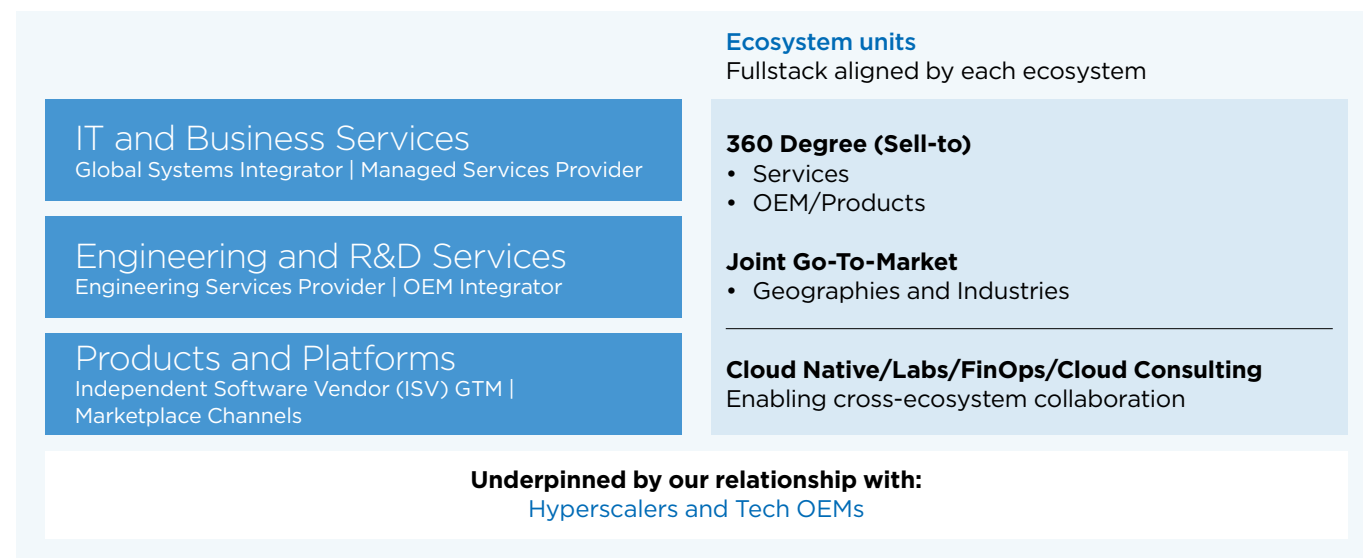 Ecosystem units
Fullstack aligned by each ecosystem
IT and Business Services
Global Systems Integrator | Managed Services Provider
Engineering and R&D Services
Engineering Services Provider | OEM Integrator
Products and Platforms
Independent Software Vendor (ISV) GTM |
Marketplace Channels
360 Degree (Sell-to)
• Services
• OEM/Products
Joint Go-To-Market
• Geographies and Industries
Cloud Native/Labs/FinOps/Cloud Consulting
Enabling cross-ecosystem collaboration
Underpinned by our relationship with:
Hyperscalers and Tech OEMs